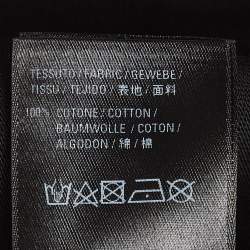 TESSUTO / FABRIC / GEWEBE /
TISSU / TEJIDO / 表地 / 面料
100% COTONE / COTTON /
BAUMWOLLE / COTON /
ALGODON / 綿 / 棉